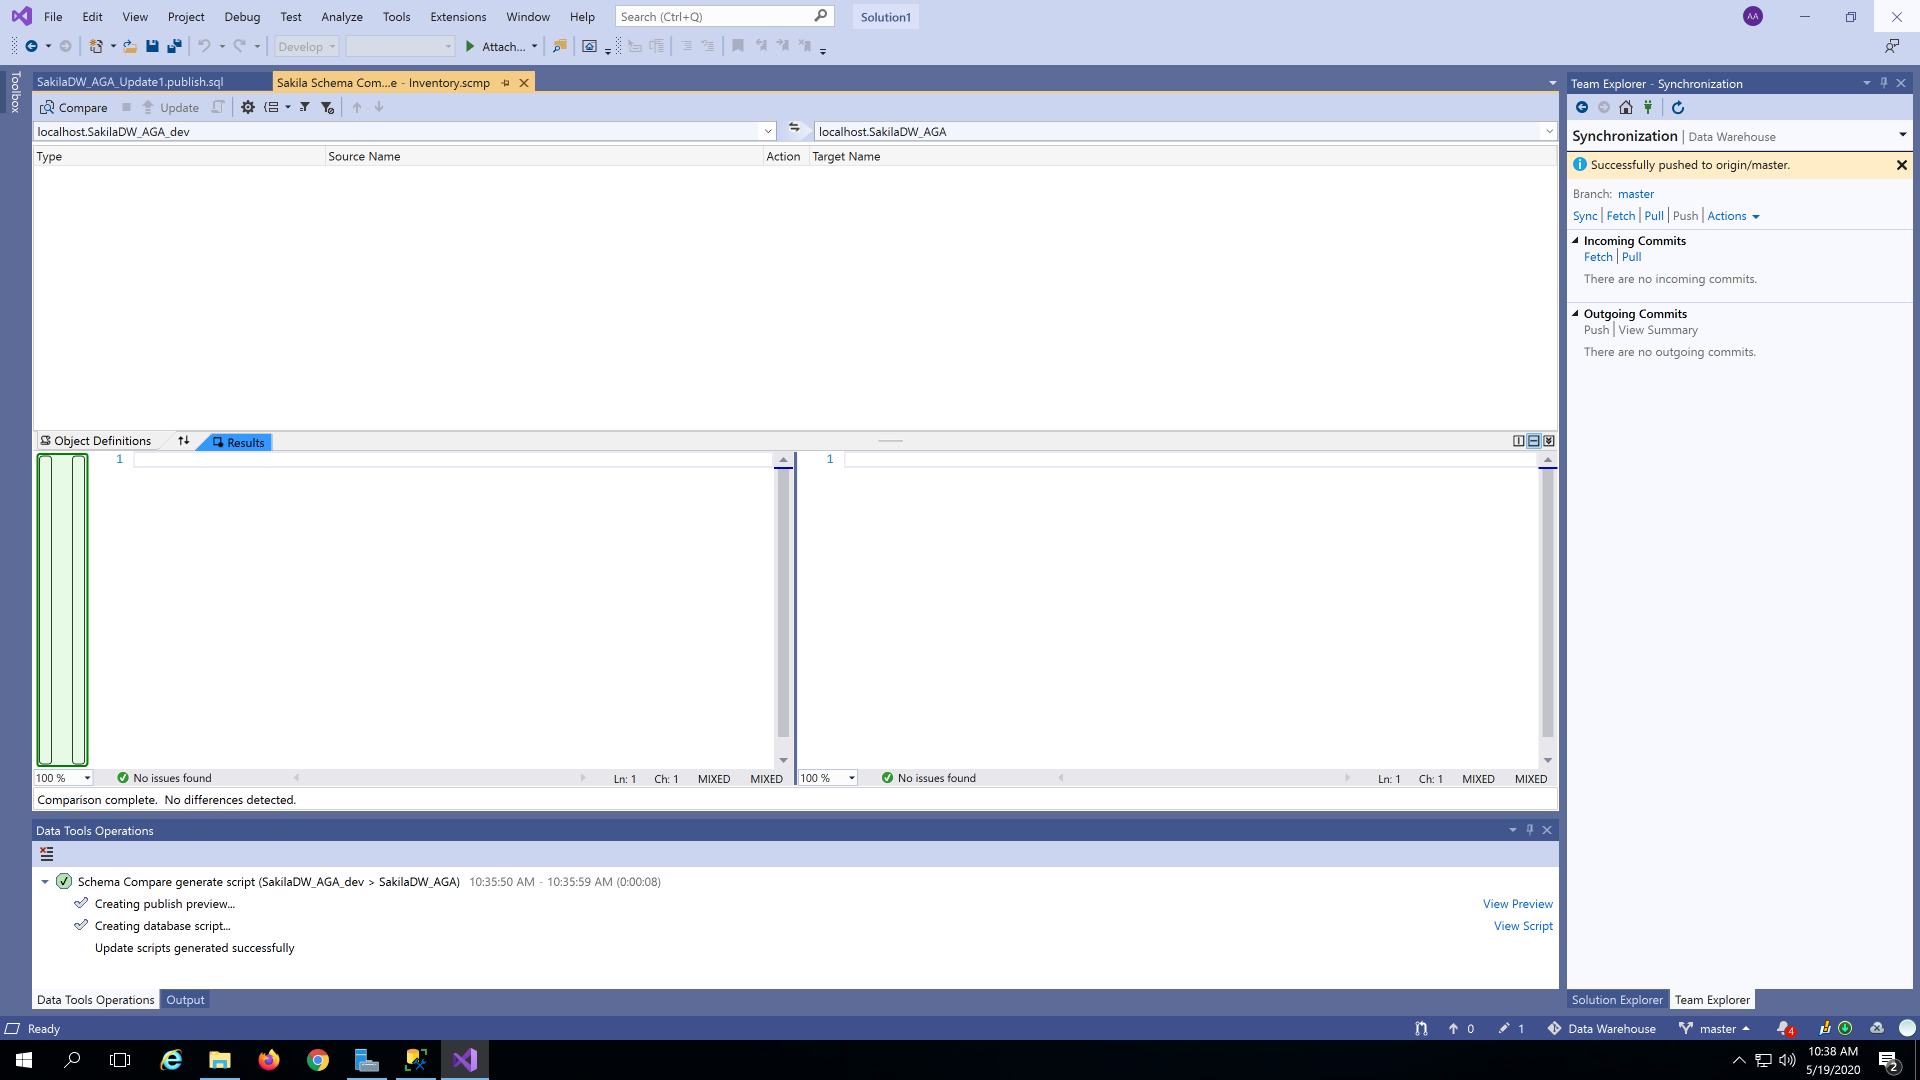 File Edit View Project Debug Test Analyze Tools Extensions Window Help Search (Ctrl+Q) Solution1 AA
Develop Attach...
Toolbox
SakilaDW_AGA_Update1.publish.sql Sakila Schema Com...e - Inventory.scmp
Compare Update
localhost.SakilaDW_AGA_dev localhost.SakilaDW_AGA
Type Source Name Action Target Name
Object Definitions Results
1 1
100 % No issues found Ln: 1 Ch: 1 MIXED MIXED 100 % No issues found Ln: 1 Ch: 1 MIXED MIXED
Comparison complete.  No differences detected.
Data Tools Operations
Schema Compare generate script (SakilaDW_AGA_dev > SakilaDW_AGA) 10:35:50 AM - 10:35:59 AM (0:00:08)
Creating publish preview... View Preview
Creating database script... View Script
Update scripts generated successfully
Data Tools Operations Output
Team Explorer - Synchronization
Synchronization | Data Warehouse
Successfully pushed to origin/master.
Branch: master
Sync | Fetch | Pull | Push | Actions
Incoming Commits
Fetch | Pull
There are no incoming commits.
Outgoing Commits
Push | View Summary
There are no outgoing commits.
Solution Explorer Team Explorer
Ready 0 1 Data Warehouse master 4
10:38 AM
5/19/2020
2